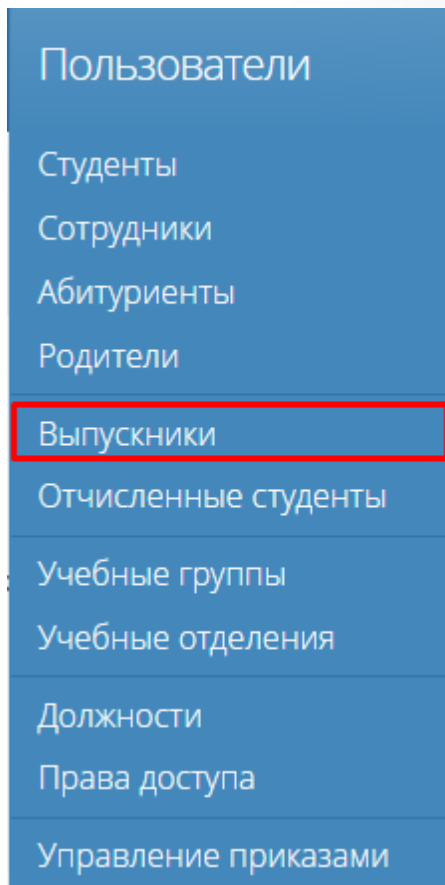 Пользователи
Студенты
Сотрудники
Абитуриенты
Родители
Выпускники
Отчисленные студенты
Учебные группы
Учебные отделения
Должности
Права доступа
Управление приказами